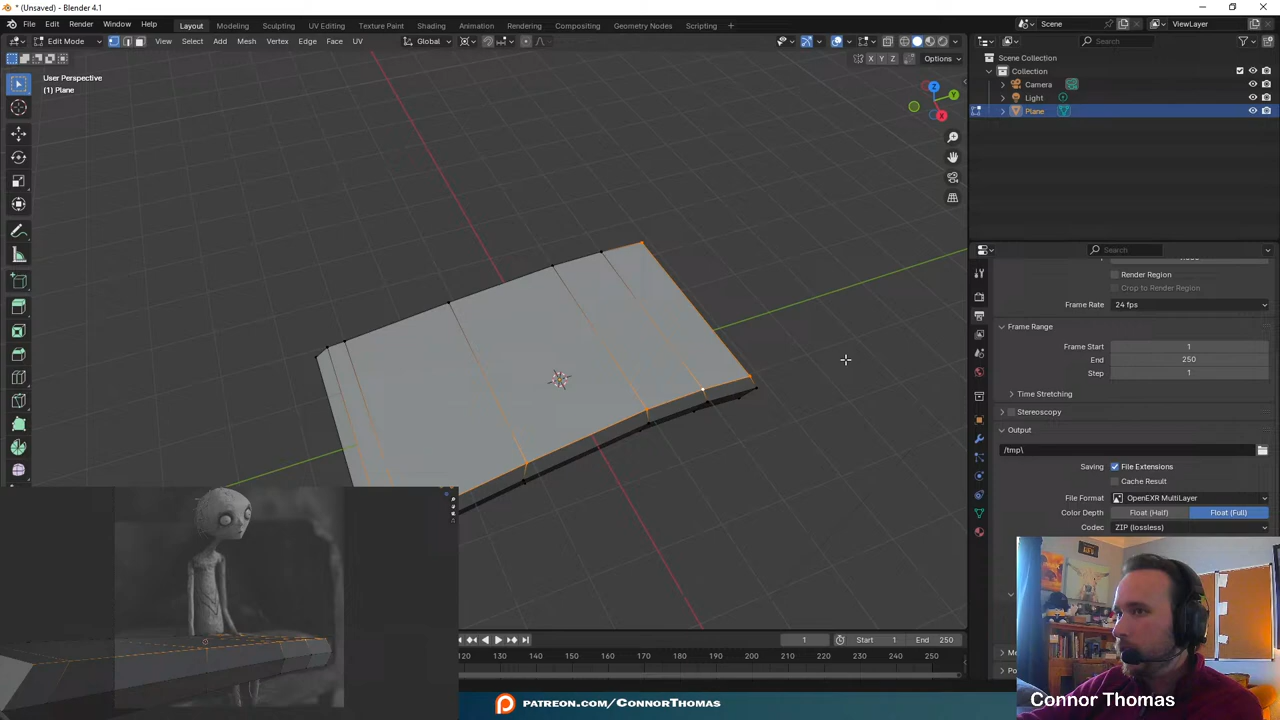 * (Unsaved) - Blender 4.1
File Edit Render Window Help Layout Modeling Sculpting UV Editing Texture Paint Shading Animation Rendering Compositing Geometry Nodes Scripting Scene ViewLayer
Edit Mode View Select Add Mesh Vertex Edge Face UV Global Search
X Y Z Options
User Perspective
(1) Plane
Scene Collection
Collection
Camera
Light
Plane
Z
Y
X
Search
Render Region
Crop to Render Region
Frame Rate 24 fps
Frame Range
Frame Start 1
End 250
Step 1
Time Stretching
Stereoscopy
Output
/tmp\
Saving File Extensions
Cache Result
File Format OpenEXR MultiLayer
Color Depth Float (Half) Float (Full)
Codec ZIP (lossless)
1 Start 1 End 250
120 130 140 150 160 170 180 190 200 210 220 230 240 250
PATREON.COM/CONNORTHOMAS
Connor Thomas